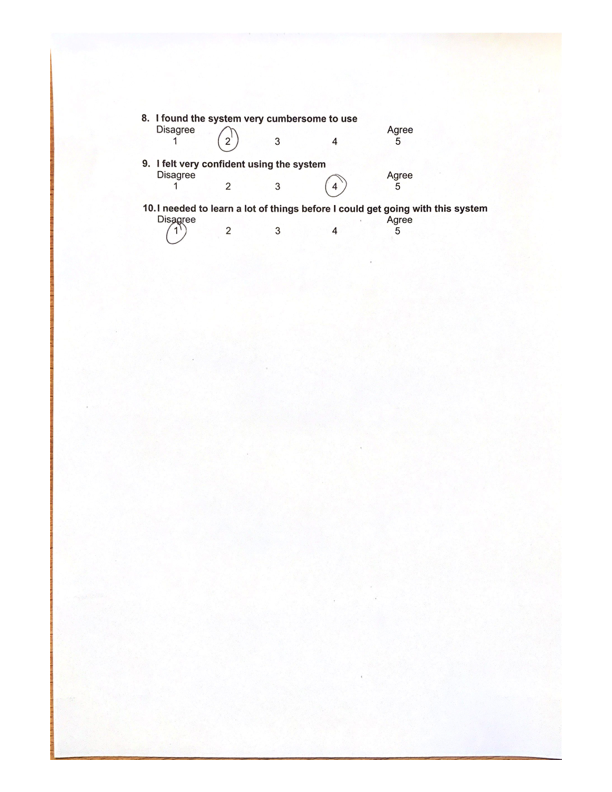 8. I found the system very cumbersome to use
Disagree Agree
1 2 3 4 5
9. I felt very confident using the system
Disagree Agree
1 2 3 4 5
10. I needed to learn a lot of things before I could get going with this system
Disagree Agree
1 2 3 4 5